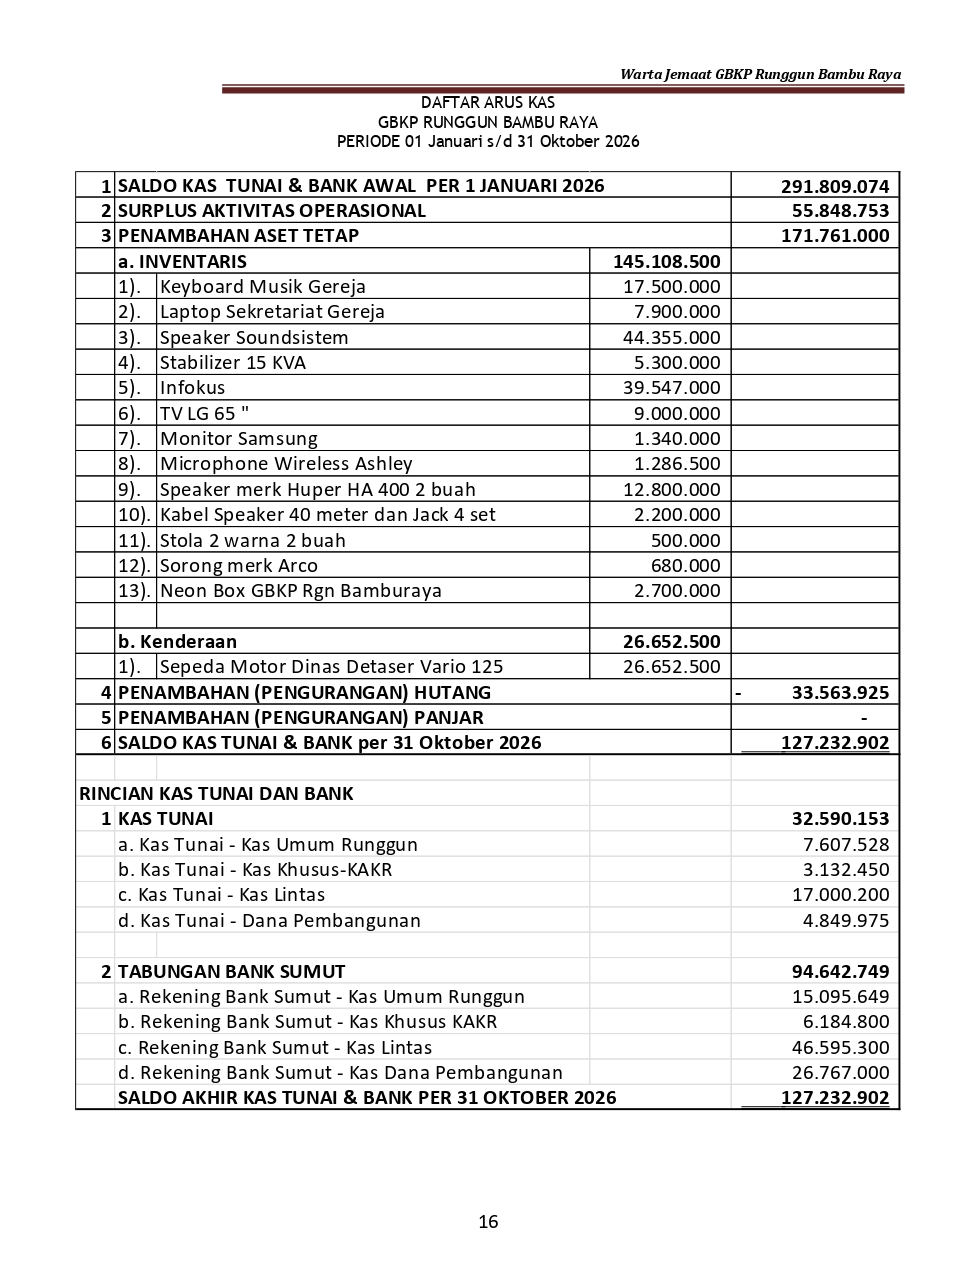 Warta Jemaat GBKP Runggun Bambu Raya
DAFTAR ARUS KAS
GBKP RUNGGUN BAMBU RAYA
PERIODE 01 Januari s/d 31 Oktober 2026
1 SALDO KAS TUNAI & BANK AWAL PER 1 JANUARI 2026 291.809.074
2 SURPLUS AKTIVITAS OPERASIONAL 55.848.753
3 PENAMBAHAN ASET TETAP 171.761.000
a. INVENTARIS 145.108.500
1). Keyboard Musik Gereja 17.500.000
2). Laptop Sekretariat Gereja 7.900.000
3). Speaker Soundsistem 44.355.000
4). Stabilizer 15 KVA 5.300.000
5). Infokus 39.547.000
6). TV LG 65 " 9.000.000
7). Monitor Samsung 1.340.000
8). Microphone Wireless Ashley 1.286.500
9). Speaker merk Huper HA 400 2 buah 12.800.000
10). Kabel Speaker 40 meter dan Jack 4 set 2.200.000
11). Stola 2 warna 2 buah 500.000
12). Sorong merk Arco 680.000
13). Neon Box GBKP Rgn Bamburaya 2.700.000
b. Kenderaan 26.652.500
1). Sepeda Motor Dinas Detaser Vario 125 26.652.500
4 PENAMBAHAN (PENGURANGAN) HUTANG - 33.563.925
5 PENAMBAHAN (PENGURANGAN) PANJAR -
6 SALDO KAS TUNAI & BANK per 31 Oktober 2026 127.232.902
RINCIAN KAS TUNAI DAN BANK
1 KAS TUNAI 32.590.153
a. Kas Tunai - Kas Umum Runggun 7.607.528
b. Kas Tunai - Kas Khusus-KAKR 3.132.450
c. Kas Tunai - Kas Lintas 17.000.200
d. Kas Tunai - Dana Pembangunan 4.849.975
2 TABUNGAN BANK SUMUT 94.642.749
a. Rekening Bank Sumut - Kas Umum Runggun 15.095.649
b. Rekening Bank Sumut - Kas Khusus KAKR 6.184.800
c. Rekening Bank Sumut - Kas Lintas 46.595.300
d. Rekening Bank Sumut - Kas Dana Pembangunan 26.767.000
SALDO AKHIR KAS TUNAI & BANK PER 31 OKTOBER 2026 127.232.902
16